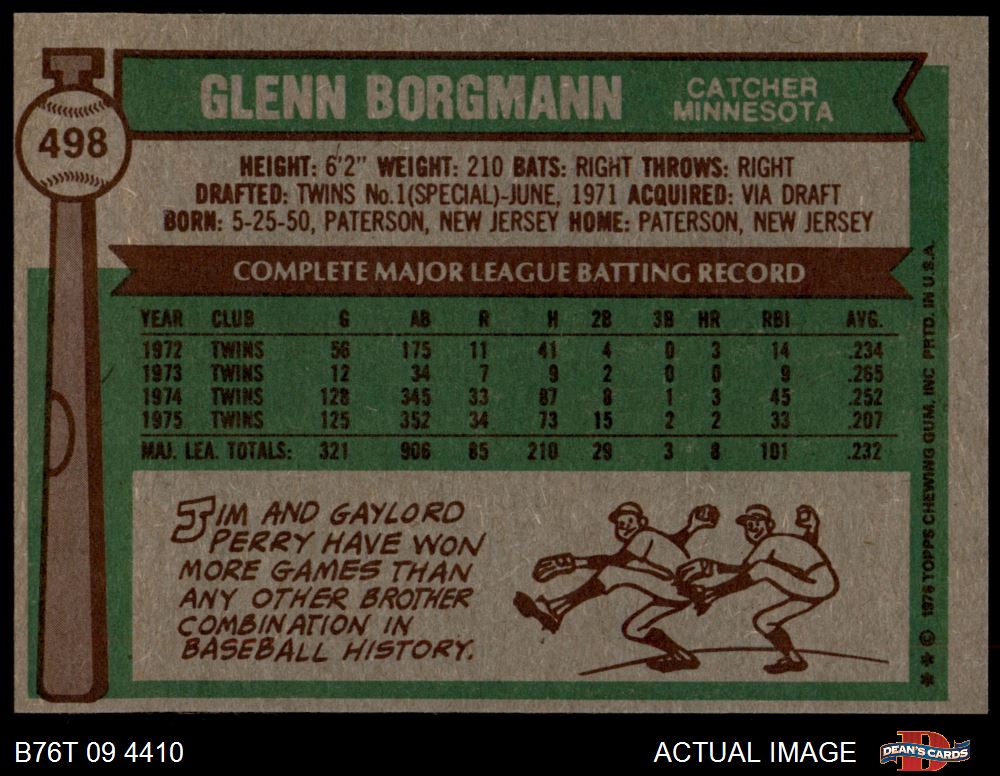 498
GLENN BORGMANN
CATCHER
MINNESOTA
HEIGHT: 6'2" WEIGHT: 210 BATS: RIGHT THROWS: RIGHT
DRAFTED: TWINS No.1(SPECIAL)-JUNE, 1971 ACQUIRED: VIA DRAFT
BORN: 5-25-50, PATERSON, NEW JERSEY HOME: PATERSON, NEW JERSEY
COMPLETE MAJOR LEAGUE BATTING RECORD
YEAR CLUB G AB R H 2B 3B HR RBI AVG.
1972 TWINS 56 175 11 41 4 0 3 14 .234
1973 TWINS 12 34 7 9 2 0 0 9 .265
1974 TWINS 128 345 33 87 8 1 3 45 .252
1975 TWINS 125 352 34 73 15 2 2 33 .207
MAJ. LEA. TOTALS: 321 906 85 210 29 3 8 101 .232
JIM AND GAYLORD
PERRY HAVE WON
MORE GAMES THAN
ANY OTHER BROTHER
COMBINATION IN
BASEBALL HISTORY.
* * © 1976 TOPPS CHEWING GUM, INC PRTD. IN U.S.A.
B76T 09 4410
ACTUAL IMAGE
DEAN'S CARDS